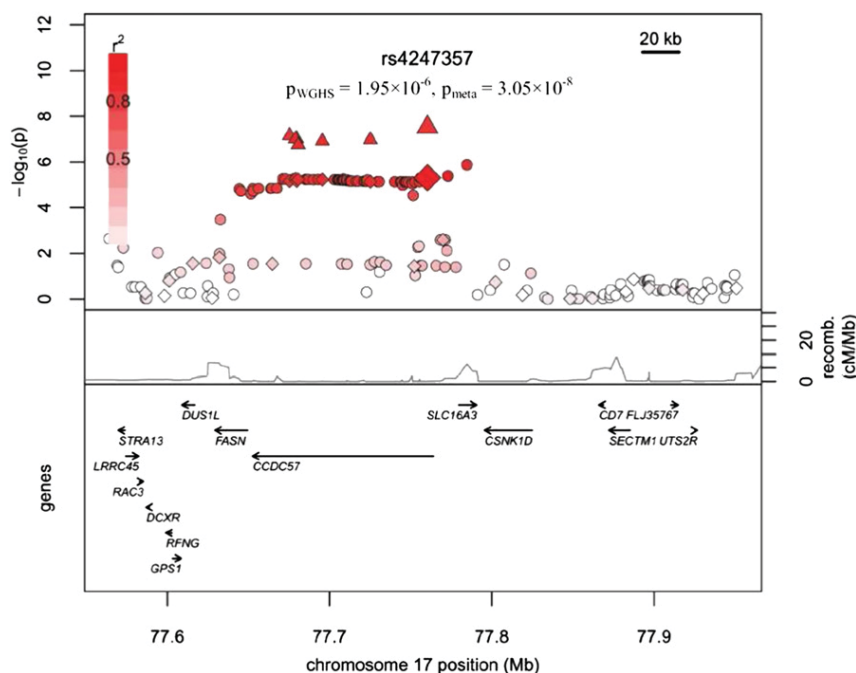 12
10
8
6
4
2
0
− log₁₀(p)
r²
0.8
0.5
rs4247357
p_WGHS = 1.95×10⁻⁶, p_meta = 3.05×10⁻⁸
20 kb
20
0
recomb.
(cM/Mb)
genes
DUS1L
SLC16A3
CD7 FLJ35767
STRA13
FASN
CSNK1D
SECTM1 UTS2R
LRRC45
CCDC57
RAC3
DCXR
RFNG
GPS1
77.6
77.7
77.8
77.9
chromosome 17 position (Mb)